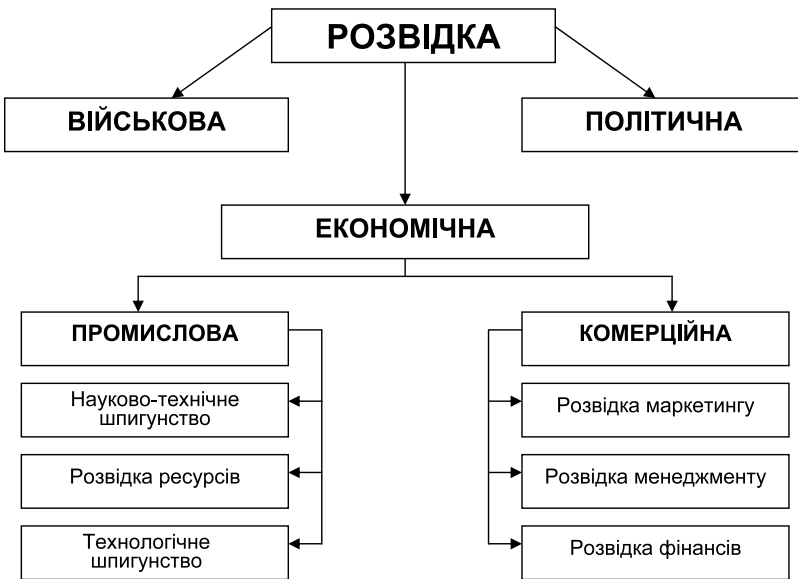 РОЗВІДКА
ВІЙСЬКОВА
ПОЛІТИЧНА
ЕКОНОМІЧНА
ПРОМИСЛОВА
Науково-технічне
шпигунство
Розвідка ресурсів
Технологічне
шпигунство
КОМЕРЦІЙНА
Розвідка маркетингу
Розвідка менеджменту
Розвідка фінансів